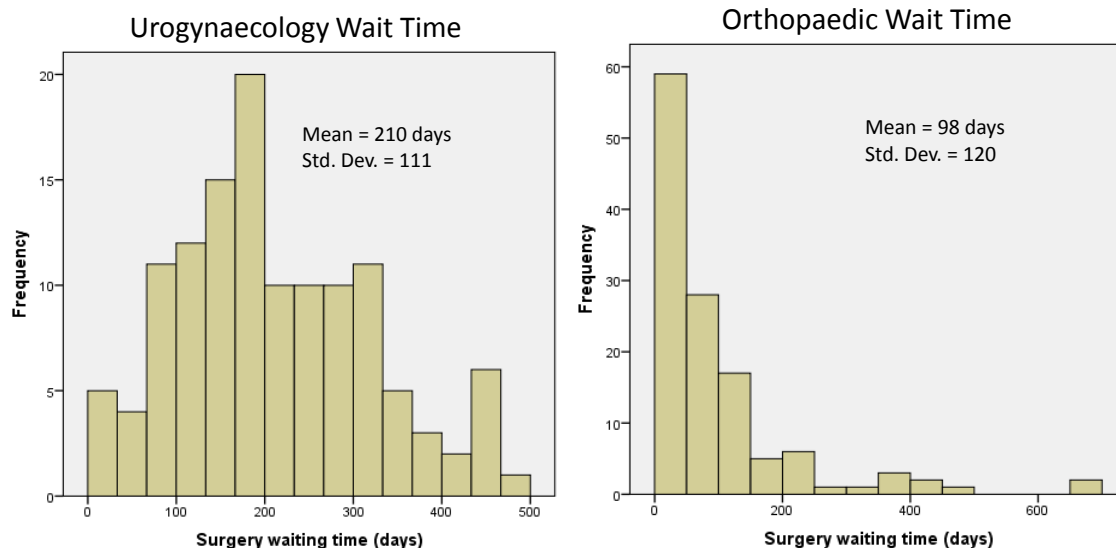 Urogynaecology Wait Time
20
15
10
5
0
Frequency
Mean = 210 days
Std. Dev. = 111
0 100 200 300 400 500
Surgery waiting time (days)
Orthopaedic Wait Time
60
50
40
30
20
10
0
Frequency
Mean = 98 days
Std. Dev. = 120
0 200 400 600
Surgery waiting time (days)